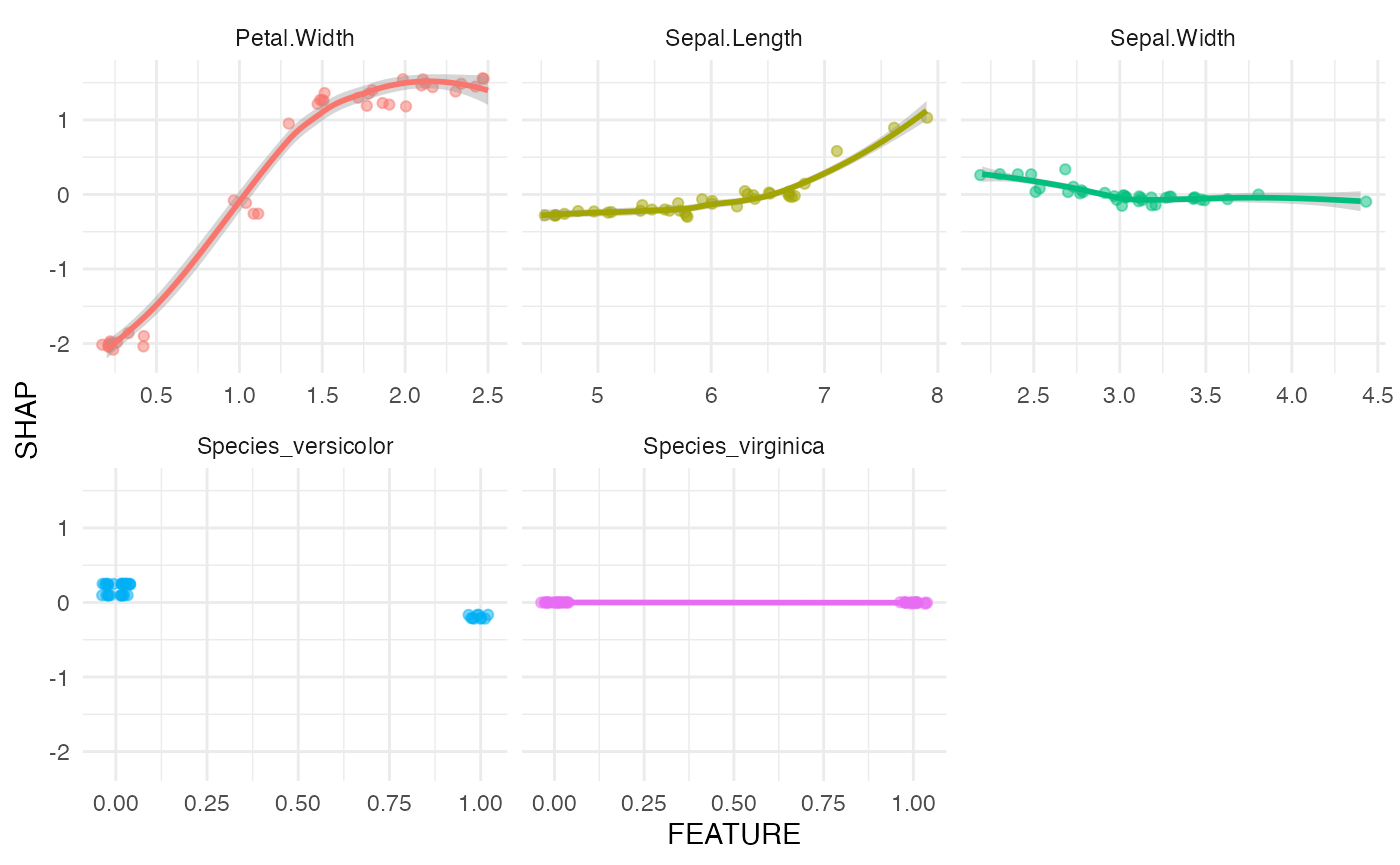 Petal.Width Sepal.Length Sepal.Width
1
0
-1
-2
0.5 1.0 1.5 2.0 2.5 5 6 7 8 2.5 3.0 3.5 4.0 4.5
SHAP
Species_versicolor Species_virginica
1
0
-1
-2
0.00 0.25 0.50 0.75 1.00 0.00 0.25 0.50 0.75 1.00
FEATURE